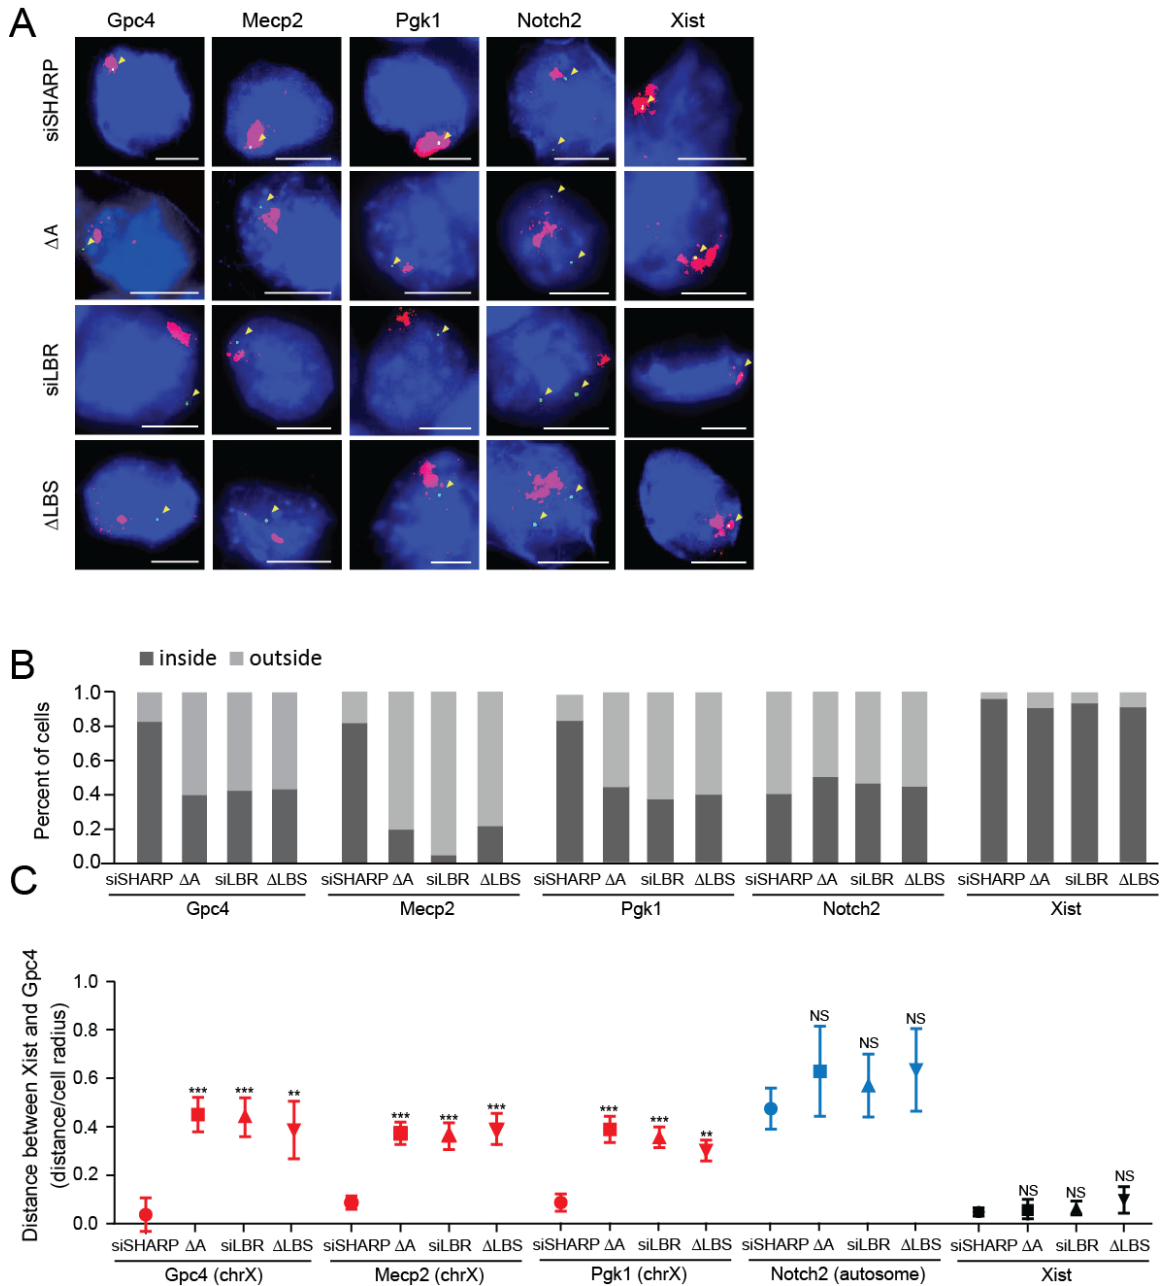 A
Gpc4 Mecp2 Pgk1 Notch2 Xist
siSHARP
ΔA
siLBR
ΔLBS
B
inside outside
Percent of cells
1.0
0.8
0.6
0.4
0.2
0.0
siSHARP ΔA siLBR ΔLBS siSHARP ΔA siLBR ΔLBS siSHARP ΔA siLBR ΔLBS siSHARP ΔA siLBR ΔLBS siSHARP ΔA siLBR ΔLBS
Gpc4 Mecp2 Pgk1 Notch2 Xist
C
Distance between Xist and Gpc4
(distance/cell radius)
1.0
0.8
0.6
0.4
0.2
0.0
*** *** ** *** *** *** *** *** ** NS NS NS NS NS NS
siSHARP ΔA siLBR ΔLBS siSHARP ΔA siLBR ΔLBS siSHARP ΔA siLBR ΔLBS siSHARP ΔA siLBR ΔLBS siSHARP ΔA siLBR ΔLBS
Gpc4 (chrX) Mecp2 (chrX) Pgk1 (chrX) Notch2 (autosome) Xist